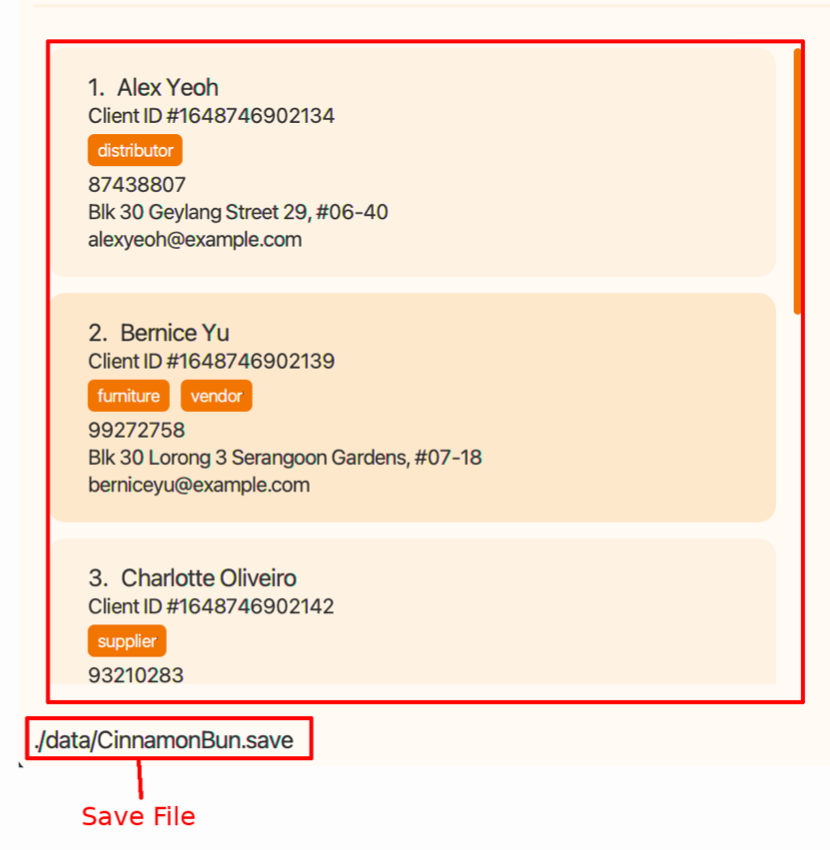 1. Alex Yeoh
Client ID #1648746902134
distributor
87438807
Blk 30 Geylang Street 29, #06-40
alexyeoh@example.com
2. Bernice Yu
Client ID #1648746902139
furniture vendor
99272758
Blk 30 Lorong 3 Serangoon Gardens, #07-18
berniceyu@example.com
3. Charlotte Oliveiro
Client ID #1648746902142
supplier
93210283
./data/CinnamonBun.save
Save File